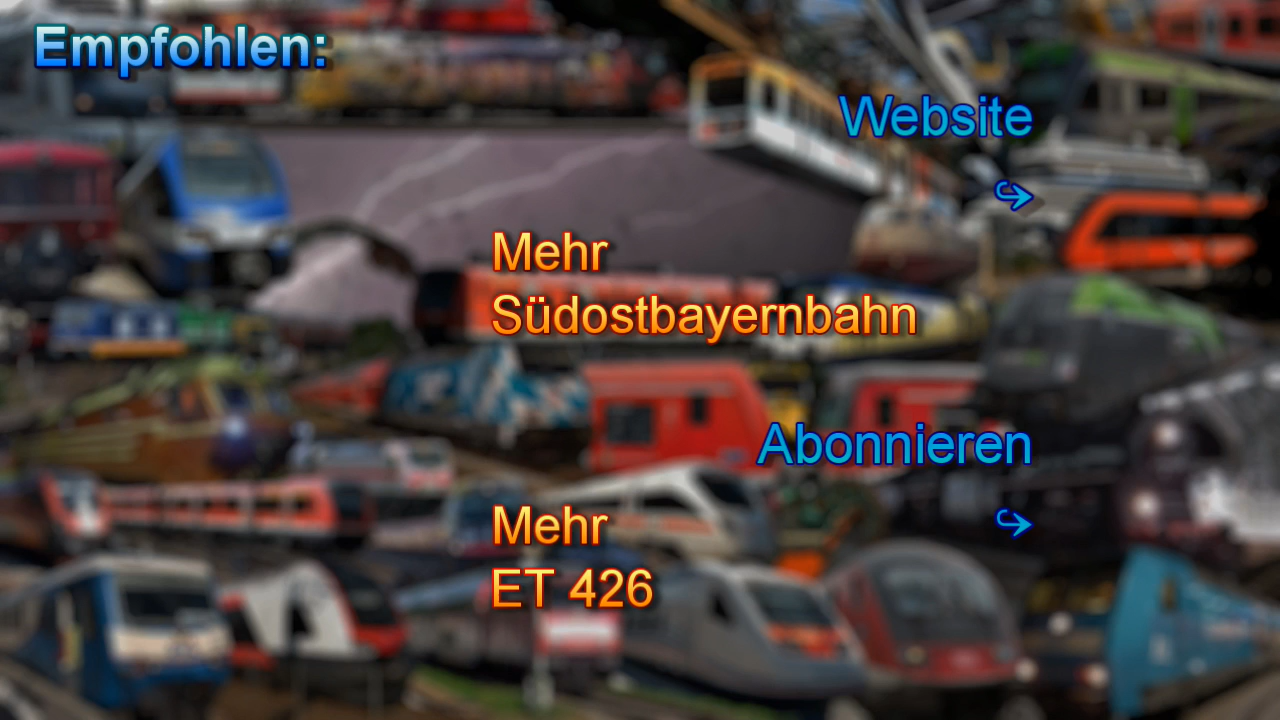 Empfohlen:
Website
Mehr
Südostbayernbahn
Abonnieren
Mehr
ET 426